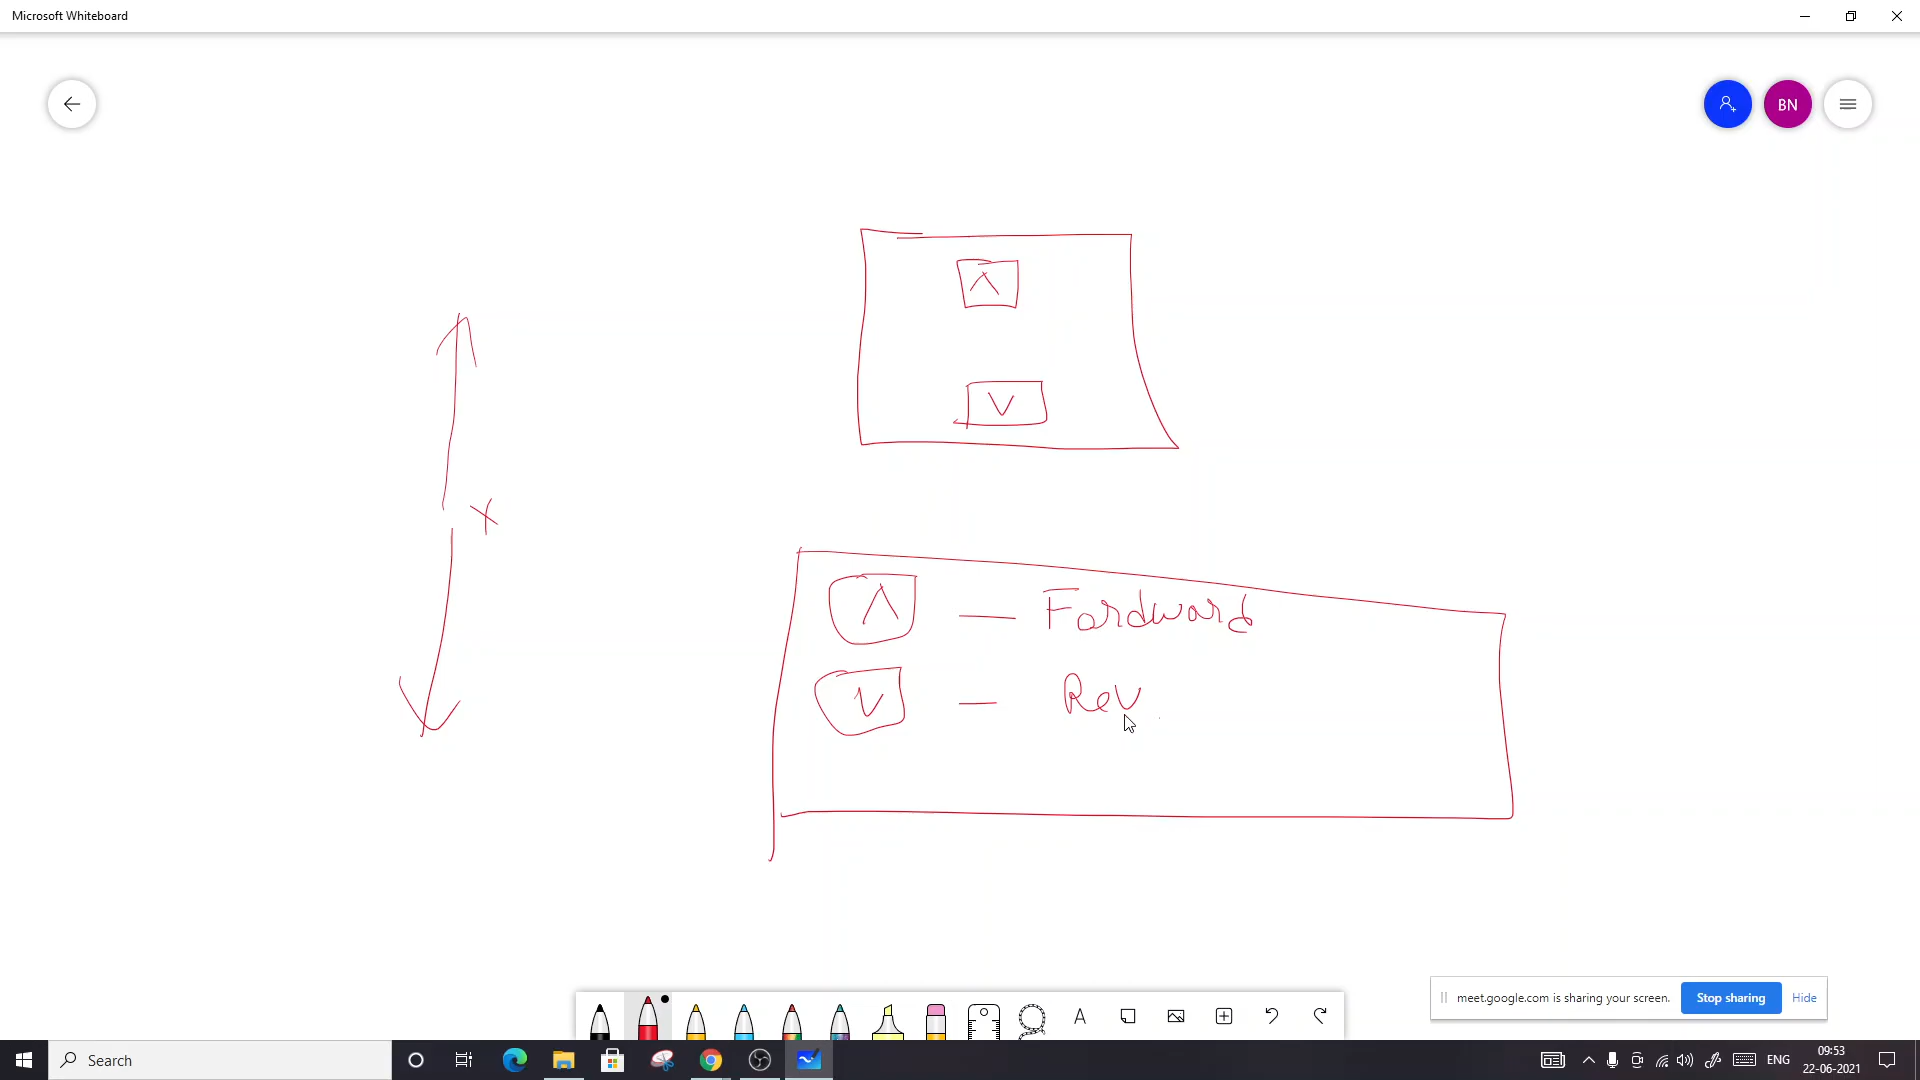 Microsoft Whiteboard
BN
Λ
V
x
Λ — Fordward
V — Rev
A
meet.google.com is sharing your screen.
Stop sharing
Hide
Search
ENG
09:53
22-06-2021